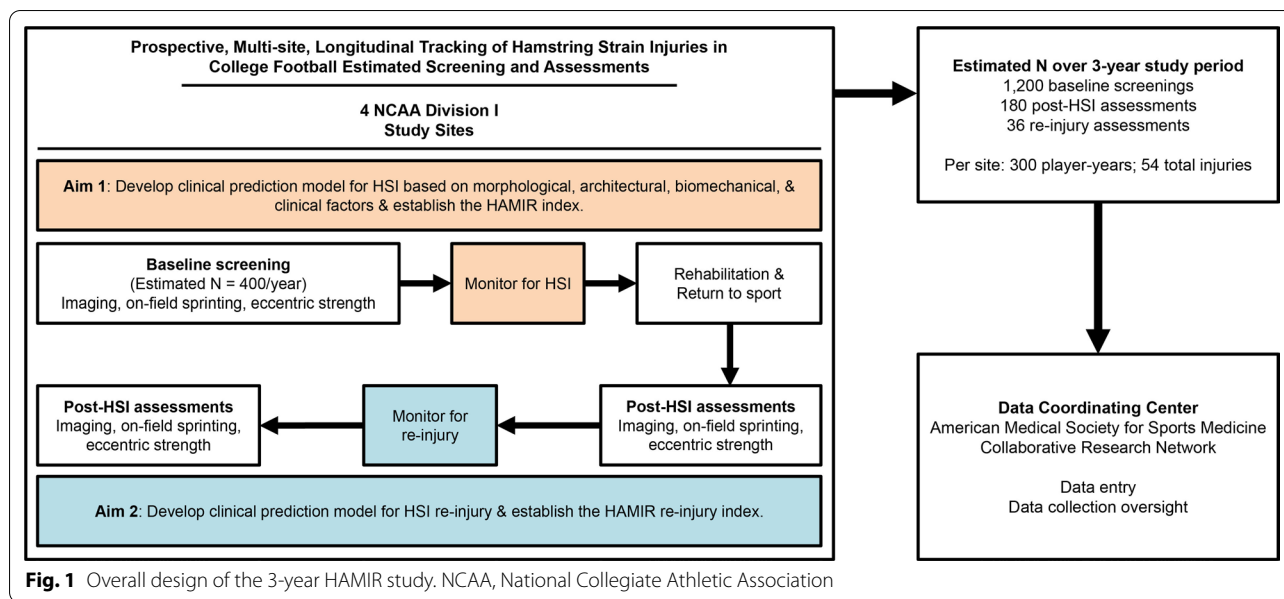 Prospective, Multi-site, Longitudinal Tracking of Hamstring Strain Injuries in
College Football Estimated Screening and Assessments
4 NCAA Division I
Study Sites
Aim 1: Develop clinical prediction model for HSI based on morphological, architectural, biomechanical, &
clinical factors & establish the HAMIR index.
Baseline screening
(Estimated N = 400/year)
Imaging, on-field sprinting, eccentric strength
Monitor for HSI
Rehabilitation &
Return to sport
Post-HSI assessments
Imaging, on-field sprinting,
eccentric strength
Monitor for
re-injury
Post-HSI assessments
Imaging, on-field sprinting,
eccentric strength
Aim 2: Develop clinical prediction model for HSI re-injury & establish the HAMIR re-injury index.
Estimated N over 3-year study period
1,200 baseline screenings
180 post-HSI assessments
36 re-injury assessments
Per site: 300 player-years; 54 total injuries
Data Coordinating Center
American Medical Society for Sports Medicine
Collaborative Research Network
Data entry
Data collection oversight
Fig. 1 Overall design of the 3-year HAMIR study. NCAA, National Collegiate Athletic Association